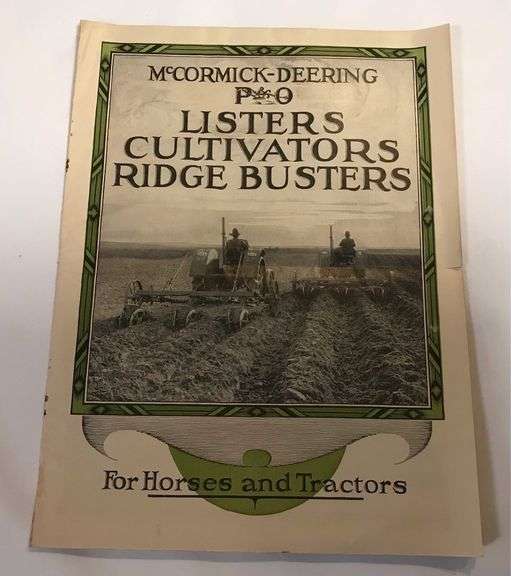 McCORMICK-DEERING
P&O
LISTERS
CULTIVATORS
RIDGE BUSTERS
For Horses and Tractors